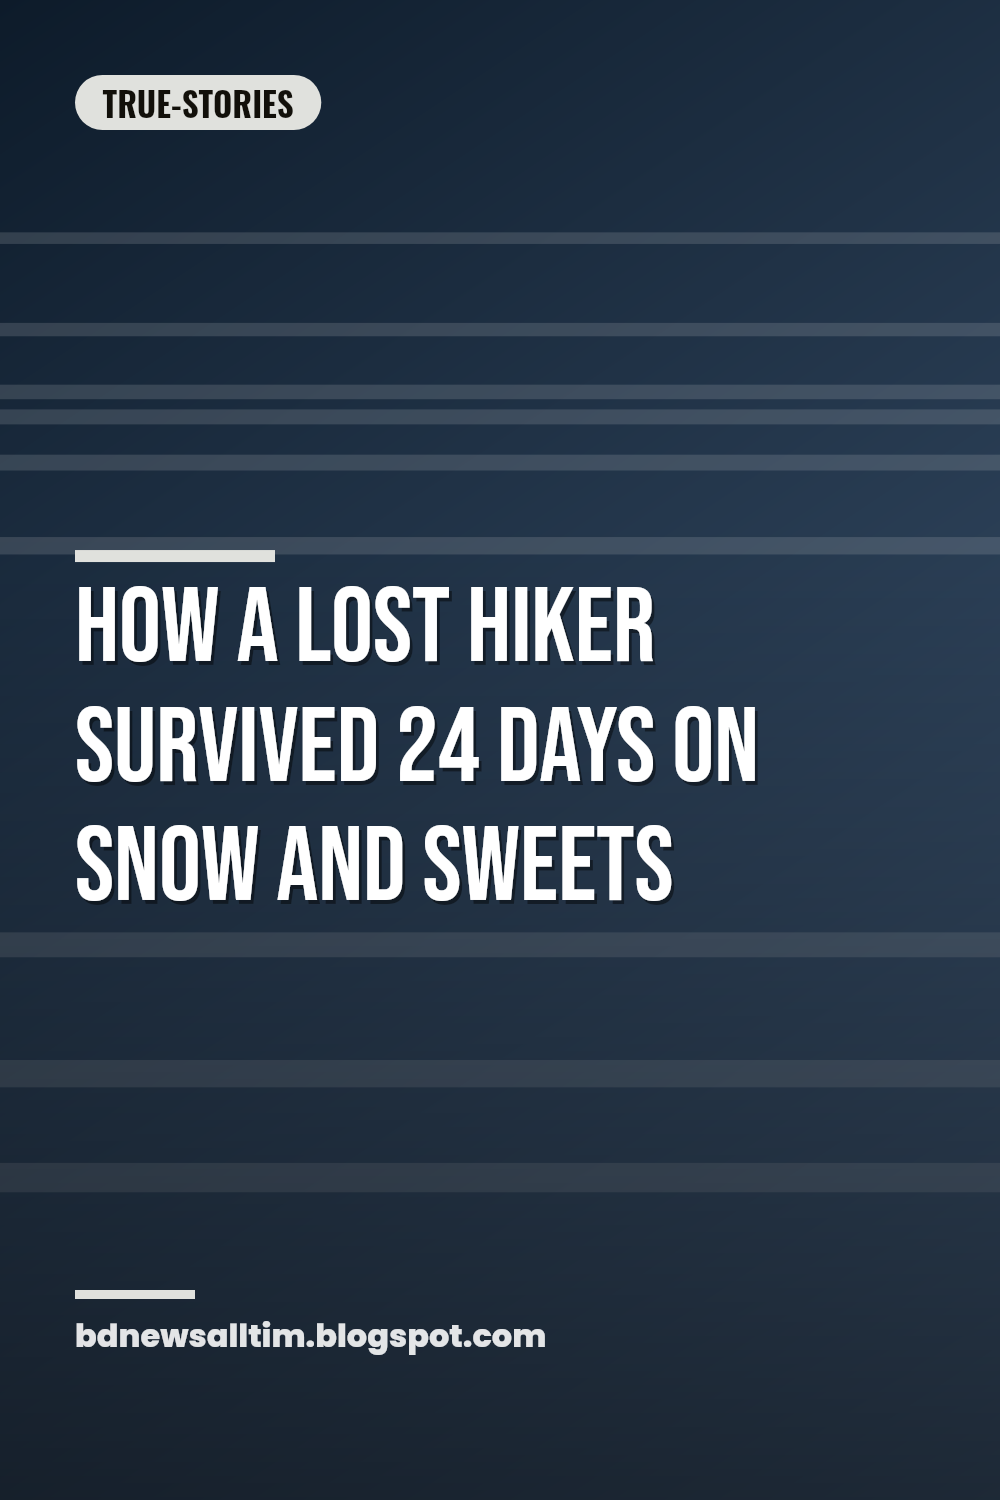 TRUE-STORIES
HOW A LOST HIKER
SURVIVED 24 DAYS ON
SNOW AND SWEETS
bdnewsalltim.blogspot.com